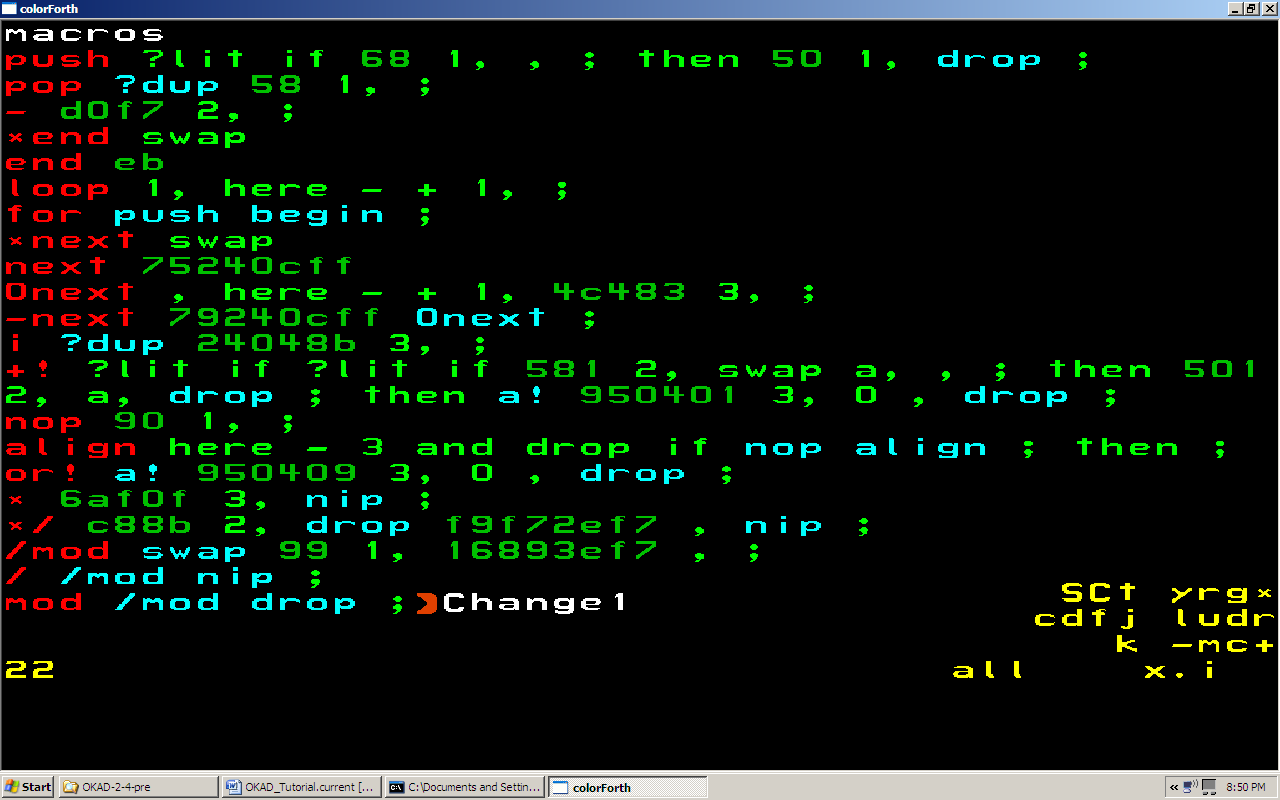 colorForth
macros
push ?lit if 68 1, , ; then 50 1, drop ;
pop ?dup 58 1, ;
- d0f7 2, ;
*end swap
end eb
loop 1, here - + 1, ;
for push begin ;
*next swap
next 75240cff
0next , here - + 1, 4c483 3, ;
-next 79240cff 0next ;
i ?dup 24048b 3, ;
+! ?lit if ?lit if 581 2, swap a, , ; then 501
2, a, drop ; then a! 950401 3, 0 , drop ;
nop 90 1, ;
align here - 3 and drop if nop align ; then ;
or! a! 950409 3, 0 , drop ;
* 6af0f 3, nip ;
*/ c88b 2, drop f9f72ef7 , nip ;
/mod swap 99 1, 16893ef7 , ;
/ /mod nip ;
mod /mod drop ; Change1
SCt yrg*
cdfj ludr
k -mc+
22 all x.i
Start OKAD-2-4-pre OKAD_Tutorial.current [... C:\Documents and Settin... colorForth « 8:50 PM